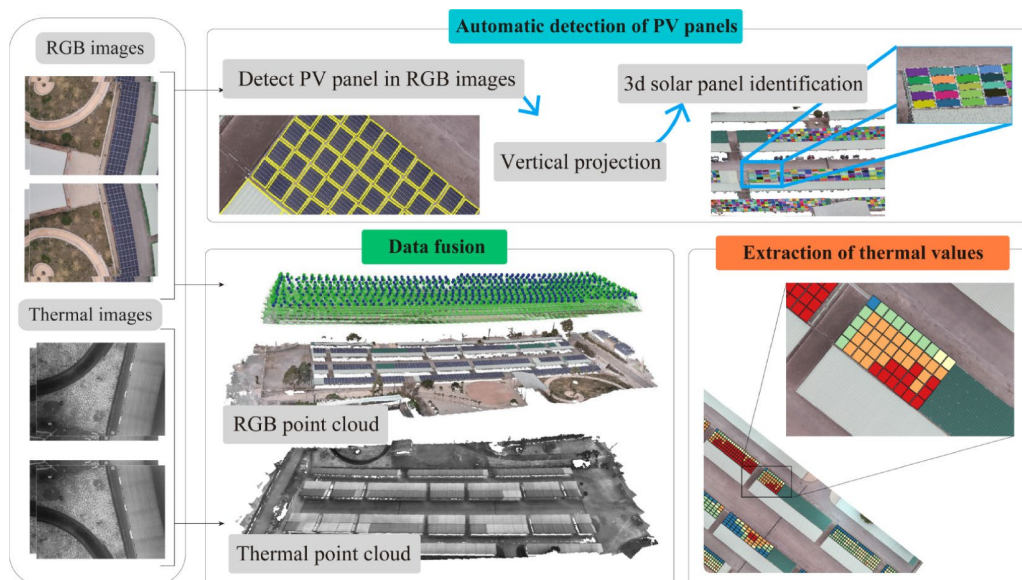 RGB images
Automatic detection of PV panels
Detect PV panel in RGB images
3d solar panel identification
Vertical projection
Thermal images
Data fusion
RGB point cloud
Thermal point cloud
Extraction of thermal values